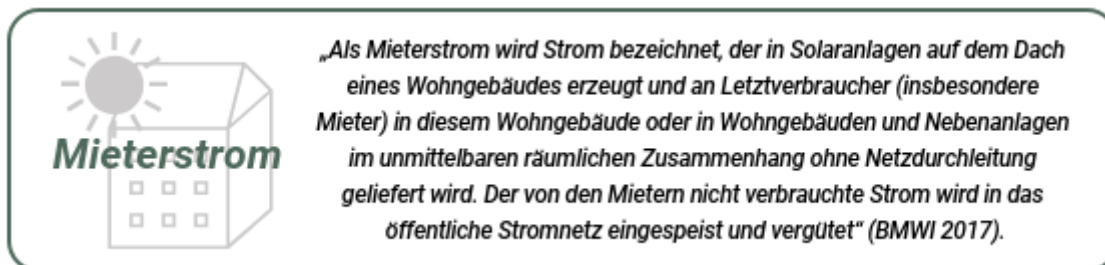 Mieterstrom
„Als Mieterstrom wird Strom bezeichnet, der in Solaranlagen auf dem Dach
eines Wohngebäudes erzeugt und an Letztverbraucher (insbesondere
Mieter) in diesem Wohngebäude oder in Wohngebäuden und Nebenanlagen
im unmittelbaren räumlichen Zusammenhang ohne Netzdurchleitung
geliefert wird. Der von den Mietern nicht verbrauchte Strom wird in das
öffentliche Stromnetz eingespeist und vergütet“ (BMWI 2017).